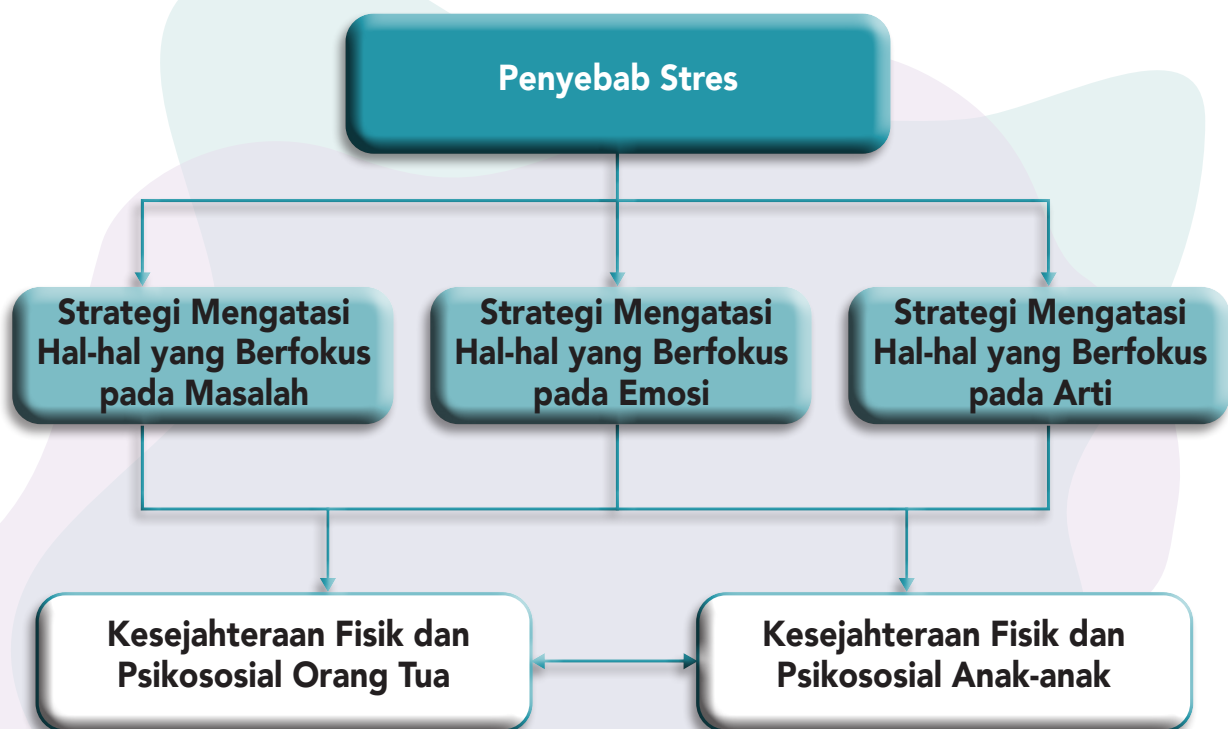 Penyebab Stres
Strategi Mengatasi
Hal-hal yang Berfokus
pada Masalah
Strategi Mengatasi
Hal-hal yang Berfokus
pada Emosi
Strategi Mengatasi
Hal-hal yang Berfokus
pada Arti
Kesejahteraan Fisik dan
Psikososial Orang Tua
Kesejahteraan Fisik dan
Psikososial Anak-anak